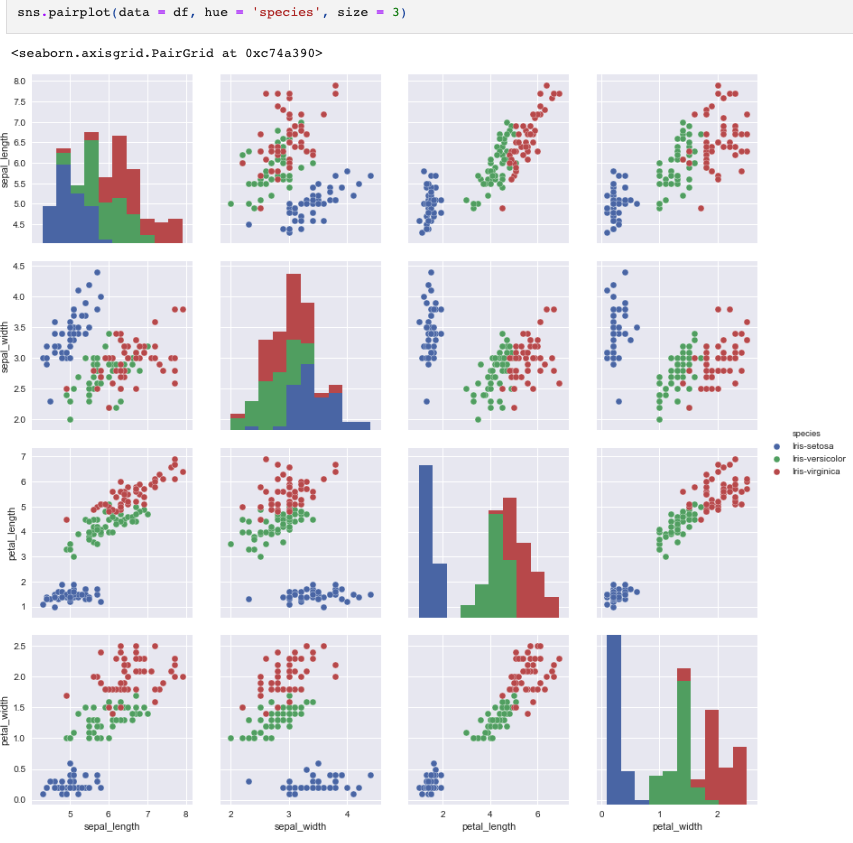 sns.pairplot(data = df, hue = 'species', size = 3)
<seaborn.axisgrid.PairGrid at 0xc74a390>
8.0
7.5
7.0
6.5
6.0
5.5
5.0
4.5
sepal_length
4.5
4.0
3.5
3.0
2.5
2.0
sepal_width
species
Iris-setosa
Iris-versicolor
Iris-virginica
7
6
5
4
3
2
1
petal_length
2.5
2.0
1.5
1.0
0.5
0.0
petal_width
5 6 7 8
2 3 4
2 4 6
0 1 2
sepal_length sepal_width petal_length petal_width